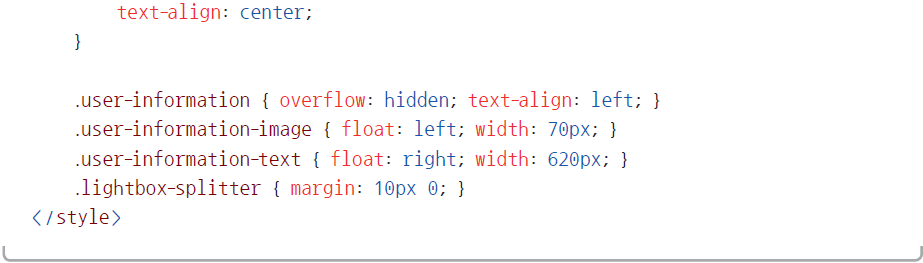 text-align: center;
}
.user-information { overflow: hidden; text-align: left; }
.user-information-image { float: left; width: 70px; }
.user-information-text { float: right; width: 620px; }
.lightbox-splitter { margin: 10px 0; }
</style>